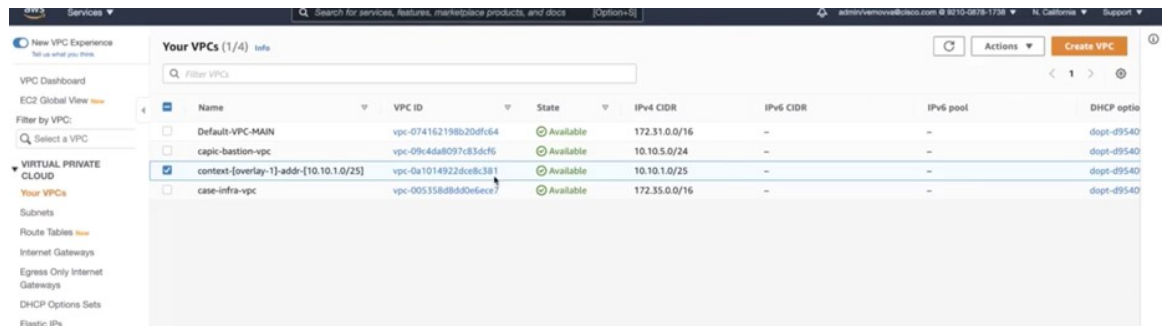 aws Services ▼ Search for services, features, marketplace products, and docs [Option+S] admin/vemovva@cisco.com @ 9210-0878-1738 ▼ N. California ▼ Support ▼
New VPC Experience
Tell us what you think
VPC Dashboard
EC2 Global View New
Filter by VPC:
Select a VPC
VIRTUAL PRIVATE
CLOUD
Your VPCs
Subnets
Route Tables New
Internet Gateways
Egress Only Internet
Gateways
DHCP Options Sets
Elastic IPs
Your VPCs (1/4) Info
Actions ▼ Create VPC
Filter VPCs
< 1 >
Name VPC ID State IPv4 CIDR IPv6 CIDR IPv6 pool DHCP optio
Default-VPC-MAIN vpc-074162198b20dfc64 Available 172.31.0.0/16 – – dopt-d9540
capic-bastion-vpc vpc-09c4da8097c83dcf6 Available 10.10.5.0/24 – – dopt-d9540
context-[overlay-1]-addr-[10.10.1.0/25] vpc-0a1014922dce8c381 Available 10.10.1.0/25 – – dopt-d9540
case-infra-vpc vpc-005358d8dd0e6ece7 Available 172.35.0.0/16 – – dopt-d9540